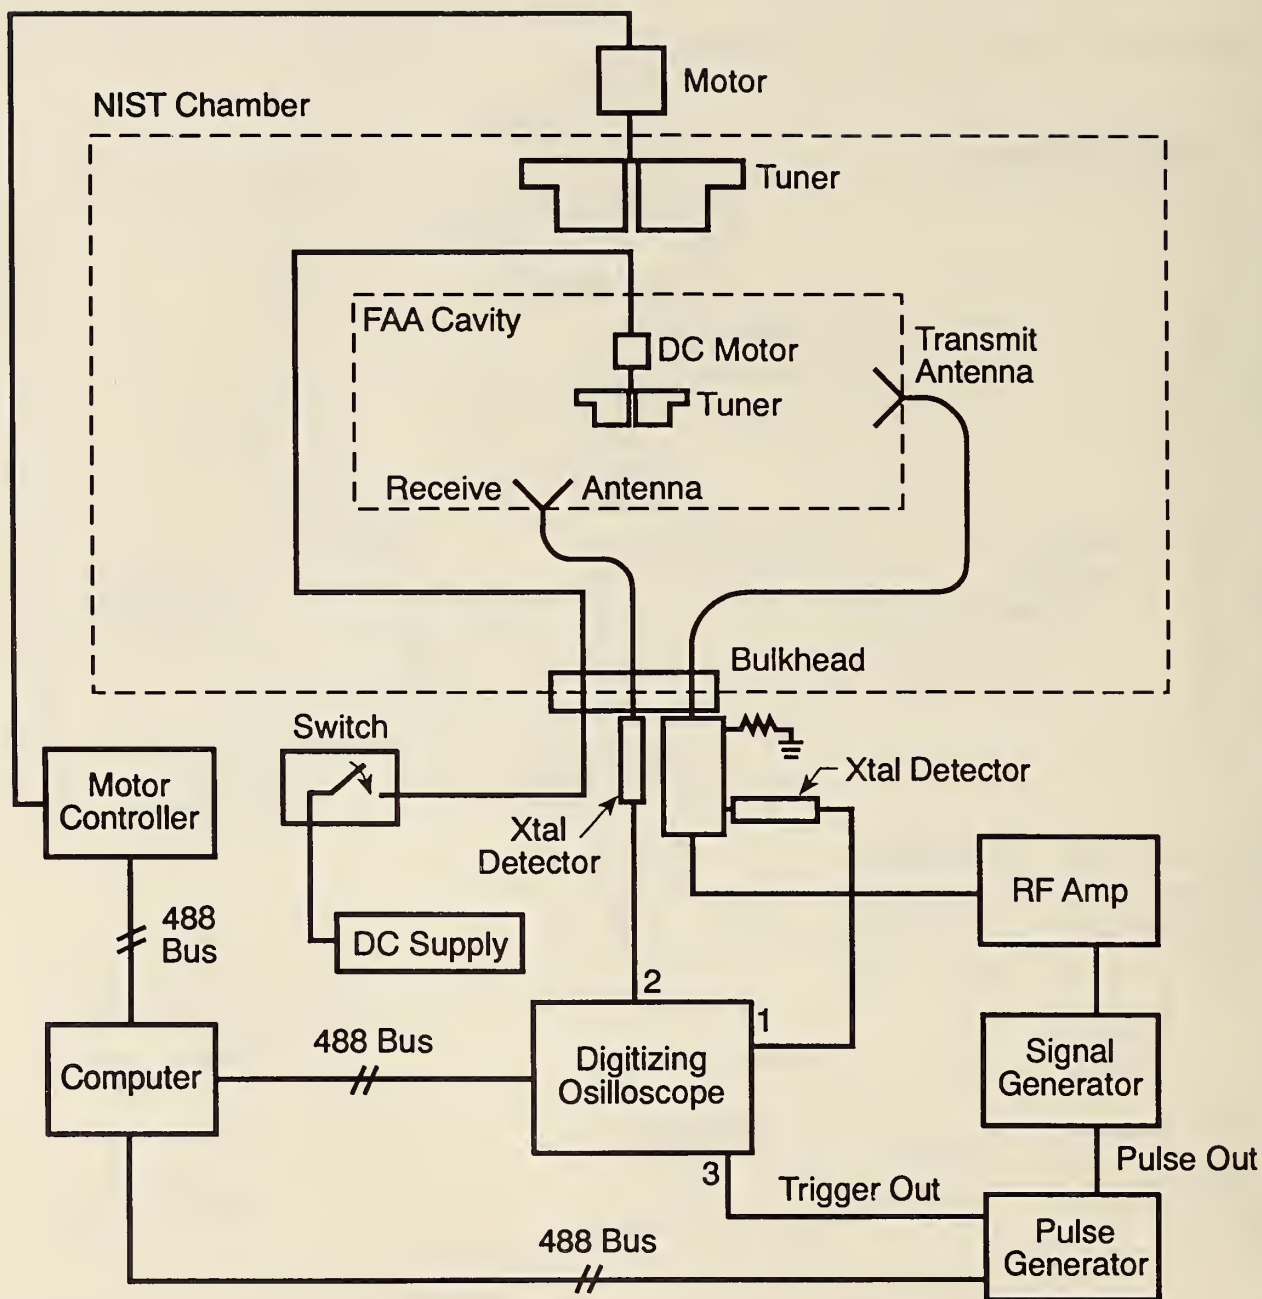 Motor
NIST Chamber
Tuner
FAA Cavity
DC Motor
Tuner
Transmit
Antenna
Receive Antenna
Bulkhead
Switch
Motor
Controller
Xtal Detector
Xtal
Detector
RF Amp
488
Bus
DC Supply
2
1
488 Bus
Computer
Digitizing
Osilloscope
Signal
Generator
3
Pulse Out
Trigger Out
488 Bus
Pulse
Generator